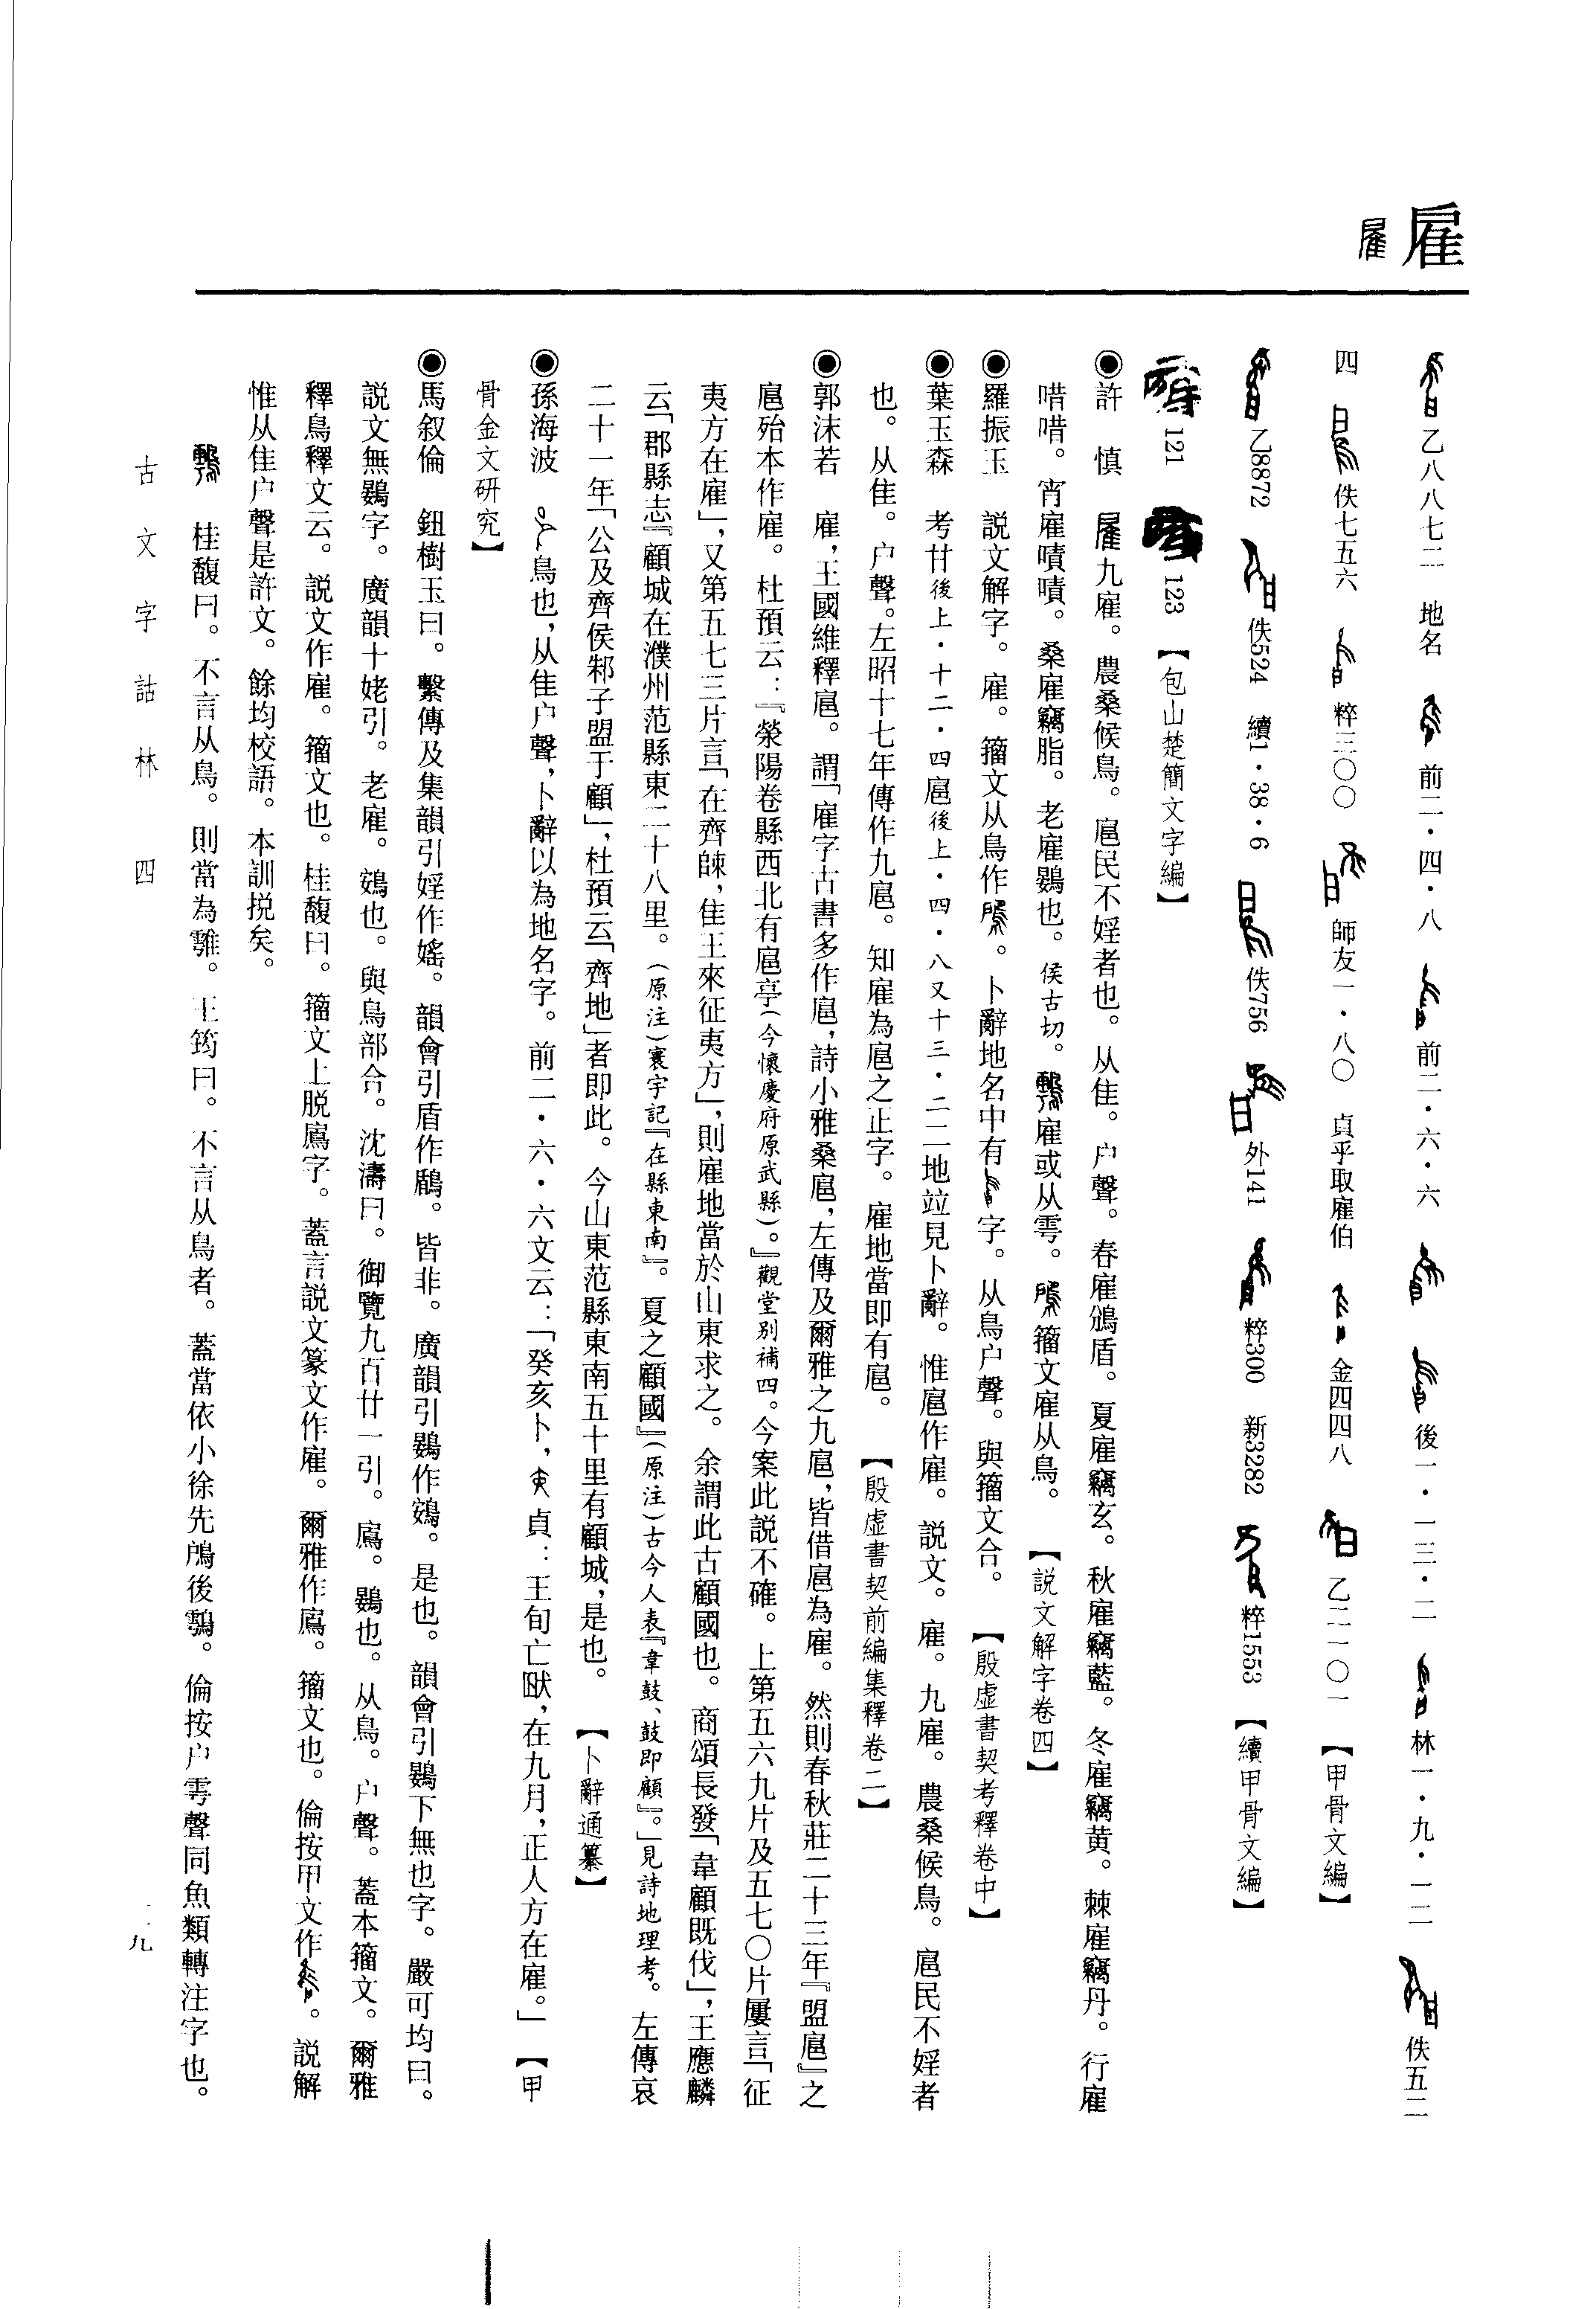 雇
乙八八七二　地名　前二·四·八　前二·六·六　後一·一三·二　林一·九·一二　佚五二
四　佚七五六　粹三〇〇　師友一·八〇　貞乎取雇伯　金四四八　乙二二〇一　【甲骨文編】
乙8872　佚524　續1·38·6　佚756　外141　粹300　新3282　粹1553　【續甲骨文編】
121　123　【包山楚簡文字編】
◉許　慎　雇九雇。農桑候鳥。扈民不婬者也。从隹。户聲。春雇鳻盾。夏雇竊玄。秋雇竊藍。冬雇竊黄。棘雇竊丹。行雇
唶唶。宵雇嘖嘖。桑雇竊脂。老雇鷃也。侯古切。雇或从雩。籀文雇从鳥。　【説文解字卷四】
◉羅振玉　説文解字。雇。籀文从鳥作。卜辭地名中有字。从鳥户聲。與籀文合。　【殷虛書契考釋卷中】
◉葉玉森　考甘後上·十二·四扈後上·四·八又十三·二二地竝見卜辭。惟扈作雇。説文。雇。九雇。農桑候鳥。扈民不婬者
也。从隹。户聲。左昭十七年傳作九扈。知雇為扈之正字。雇地當即有扈。　【殷虛書契前編集釋卷二】
◉郭沫若　雇，王國維釋扈。謂「雇字古書多作扈，詩小雅桑扈，左傳及爾雅之九扈，皆借扈為雇。然則春秋莊二十三年『盟扈』之
扈殆本作雇。杜預云：『滎陽卷縣西北有扈亭（今懷慶府原武縣）。』觀堂别補四。今案此説不確。上第五六九片及五七〇片屢言「征
夷方在雇」，又第五七三片言「在齊𠂤，隹王來征夷方」，則雇地當於山東求之。余謂此古顧國也。商頌長發「韋顧既伐」，王應麟
云「郡縣志『顧城在濮州范縣東二十八里。（原注）寰宇記『在縣東南』。夏之顧國』（原注）古今人表『韋鼓、鼓即顧』。」見詩地理考。左傳哀
二十一年「公及齊侯邾子盟于顧」，杜預云「齊地」者即此。今山東范縣東南五十里有顧城，是也。　【卜辭通纂】
◉孫海波　鳥也，从隹户聲，卜辭以為地名字。前二·六·六文云：「癸亥卜，貞：王旬亡㕢，在九月，正人方在雇。」　【甲
骨金文研究】
◉馬叙倫　鈕樹玉曰。繫傳及集韻引婬作媱。韻會引盾作鶞。皆非。廣韻引鷃作鴳。是也。韻會引鷃下無也字。嚴可均曰。
説文無鷃字。廣韻十姥引。老雇。鴳也。與鳥部合。沈濤曰。御覽九百廿一引。鳸。鷃也。从鳥。户聲。蓋本籀文。爾雅
釋鳥釋文云。説文作雇。籀文也。桂馥曰。籀文上脱鳸字。蓋言説文篆文作雇。爾雅作鳸。籀文也。倫按甲文作。説解
惟从隹户聲是許文。餘均校語。本訓挩矣。
桂馥曰。不言从鳥。則當為䨥。王筠曰。不言从鳥者。蓋當依小徐先鳸後䨥。倫按户雩聲同魚類轉注字也。
古文字詁林　四
一九